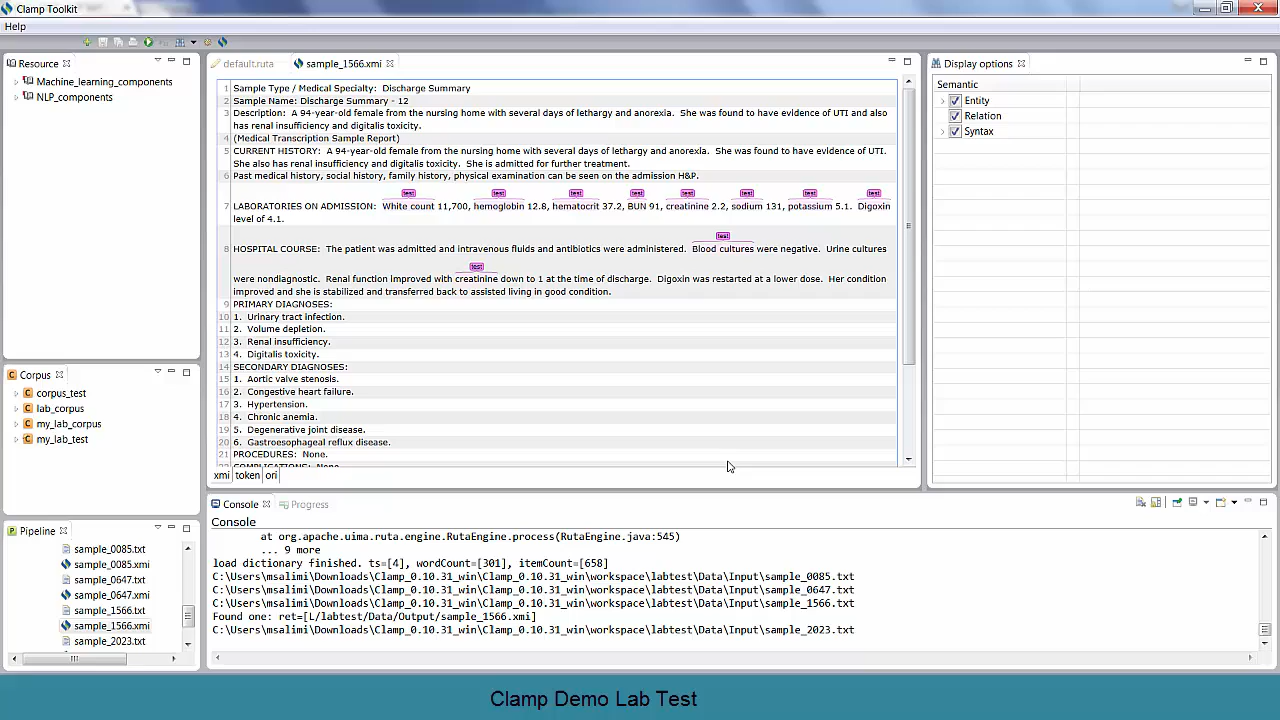 Clamp Toolkit
Help
Resource
Machine_learning_components
NLP_components
Corpus
corpus_test
lab_corpus
my_lab_corpus
my_lab_test
Pipeline
sample_0085.txt
sample_0085.xmi
sample_0647.txt
sample_0647.xmi
sample_1566.txt
sample_1566.xmi
sample_2023.txt
default.ruta
sample_1566.xmi
1 Sample Type / Medical Specialty: Discharge Summary
2 Sample Name: Discharge Summary - 12
3 Description: A 94-year-old female from the nursing home with several days of lethargy and anorexia. She was found to have evidence of UTI and also
has renal insufficiency and digitalis toxicity.
4 (Medical Transcription Sample Report)
5 CURRENT HISTORY: A 94-year-old female from the nursing home with several days of lethargy and anorexia. She was found to have evidence of UTI.
She also has renal insufficiency and digitalis toxicity. She is admitted for further treatment.
6 Past medical history, social history, family history, physical examination can be seen on the admission H&P.
test test test test test test test test
7 LABORATORIES ON ADMISSION: White count 11,700, hemoglobin 12.8, hematocrit 37.2, BUN 91, creatinine 2.2, sodium 131, potassium 5.1. Digoxin
level of 4.1.
test
8 HOSPITAL COURSE: The patient was admitted and intravenous fluids and antibiotics were administered. Blood cultures were negative. Urine cultures
test
were nondiagnostic. Renal function improved with creatinine down to 1 at the time of discharge. Digoxin was restarted at a lower dose. Her condition
improved and she is stabilized and transferred back to assisted living in good condition.
9 PRIMARY DIAGNOSES:
10 1. Urinary tract infection.
11 2. Volume depletion.
12 3. Renal insufficiency.
13 4. Digitalis toxicity.
14 SECONDARY DIAGNOSES:
15 1. Aortic valve stenosis.
16 2. Congestive heart failure.
17 3. Hypertension.
18 4. Chronic anemia.
19 5. Degenerative joint disease.
20 6. Gastroesophageal reflux disease.
21 PROCEDURES: None.
22 COMPLICATIONS: None
xmi token ori
Display options
Semantic
Entity
Relation
Syntax
Console Progress
Console
at org.apache.uima.ruta.engine.RutaEngine.process(RutaEngine.java:545)
... 9 more
load dictionary finished. ts=[4], wordCount=[301], itemCount=[658]
C:\Users\msalimi\Downloads\Clamp_0.10.31_win\Clamp_0.10.31_win\workspace\labtest\Data\Input\sample_0085.txt
C:\Users\msalimi\Downloads\Clamp_0.10.31_win\Clamp_0.10.31_win\workspace\labtest\Data\Input\sample_0647.txt
C:\Users\msalimi\Downloads\Clamp_0.10.31_win\Clamp_0.10.31_win\workspace\labtest\Data\Input\sample_1566.txt
Found one: ret=[L/labtest/Data/Output/sample_1566.xmi]
C:\Users\msalimi\Downloads\Clamp_0.10.31_win\Clamp_0.10.31_win\workspace\labtest\Data\Input\sample_2023.txt
Clamp Demo Lab Test